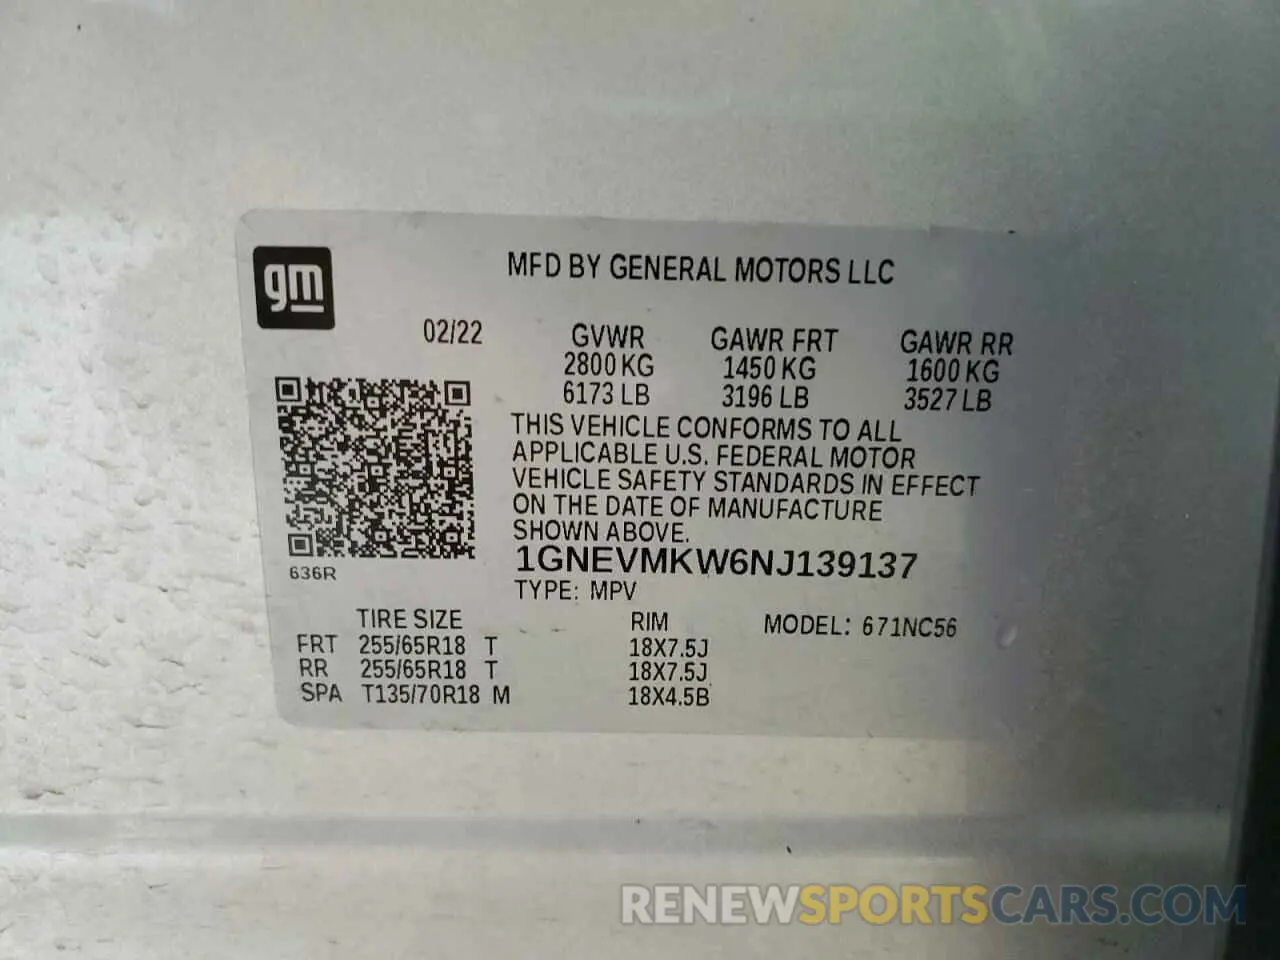 gm
MFD BY GENERAL MOTORS LLC
02/22 GVWR GAWR FRT GAWR RR
2800 KG 1450 KG 1600 KG
6173 LB 3196 LB 3527 LB
THIS VEHICLE CONFORMS TO ALL
APPLICABLE U.S. FEDERAL MOTOR
VEHICLE SAFETY STANDARDS IN EFFECT
ON THE DATE OF MANUFACTURE
SHOWN ABOVE.
1GNEVMKW6NJ139137
636R
TYPE: MPV
TIRE SIZE RIM MODEL: 671NC56
FRT 255/65R18 T 18X7.5J
RR 255/65R18 T 18X7.5J
SPA T135/70R18 M 18X4.5B
RENEWSPORTSCARS.COM